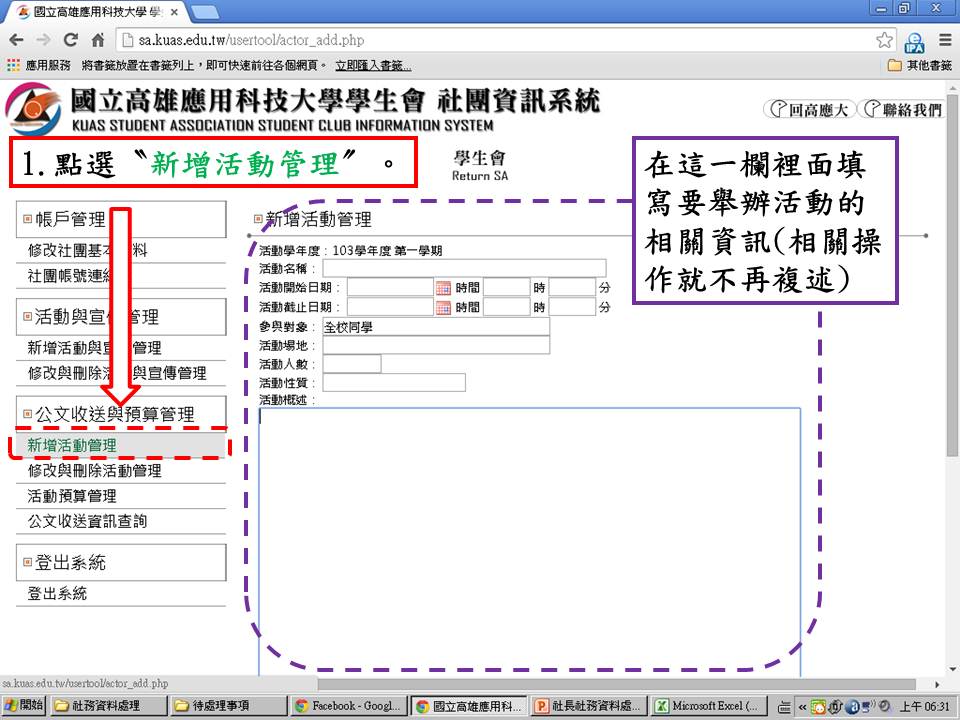 國立高雄應用科技大學 學
sa.kuas.edu.tw/usertool/actor_add.php
應用服務 將書籤放置在書籤列上，即可快速前往各個網頁。 立即匯入書籤...
其他書籤
國立高雄應用科技大學學生會 社團資訊系統
KUAS STUDENT ASSOCIATION STUDENT CLUB INFORMATION SYSTEM
回高應大 聯絡我們
1.點選〝新增活動管理〞。
學生會
Return SA
在這一欄裡面填
寫要舉辦活動的
相關資訊(相關操
作就不再複述)
帳戶管理
修改社團基本 料
社團帳號連
活動與宣 管理
新增活動與 管理
修改與刪除 與宣傳管理
公文收送與預算管理
新增活動管理
修改與刪除活動管理
活動預算管理
公文收送資訊查詢
登出系統
登出系統
新增活動管理
活動學年度：103學年度 第一學期
活動名稱：
活動開始日期： 時間 時 分
活動截止日期： 時間 時 分
參與對象：全校同學
活動場地：
活動人數：
活動性質：
活動概述：
sa.kuas.edu.tw/usertool/actor_add.php
開始 社務資料處理 待處理事項 Facebook - Googl... 國立高雄應用科... 社長社務資料處... Microsoft Excel (... 上午 06:31